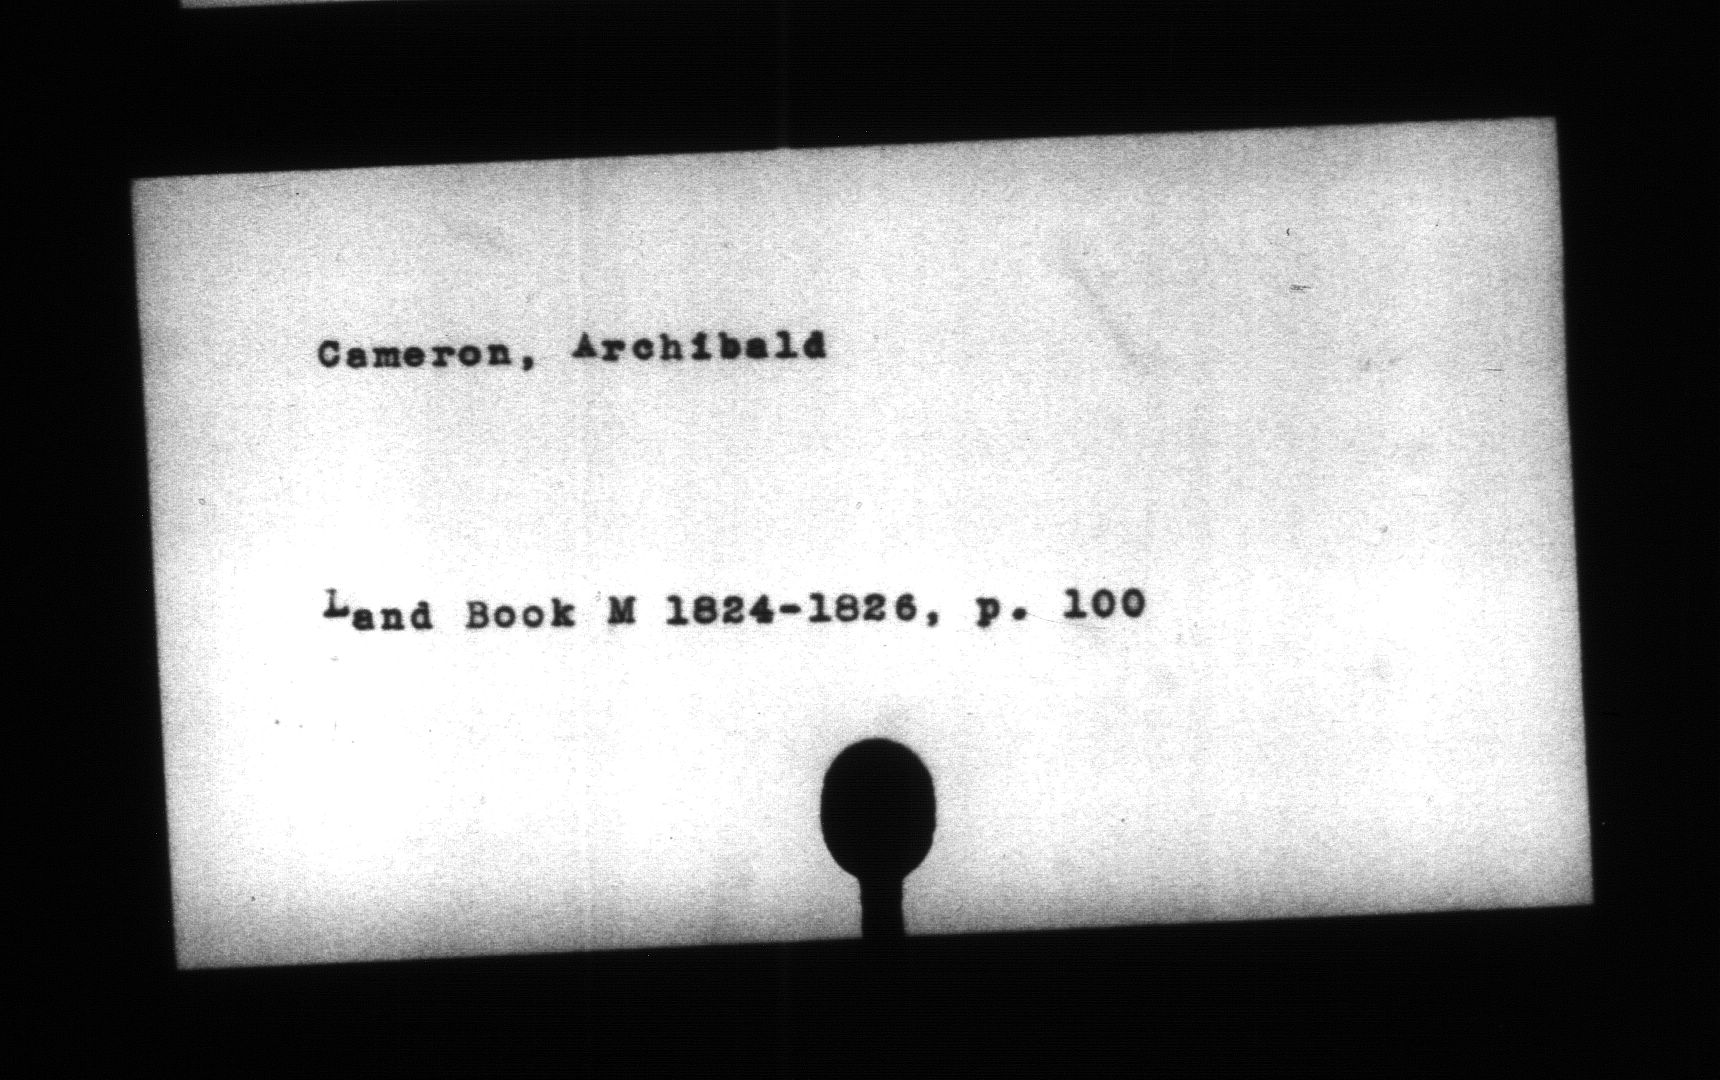 Cameron, Archibald
Land Book M 1824-1826, p. 100